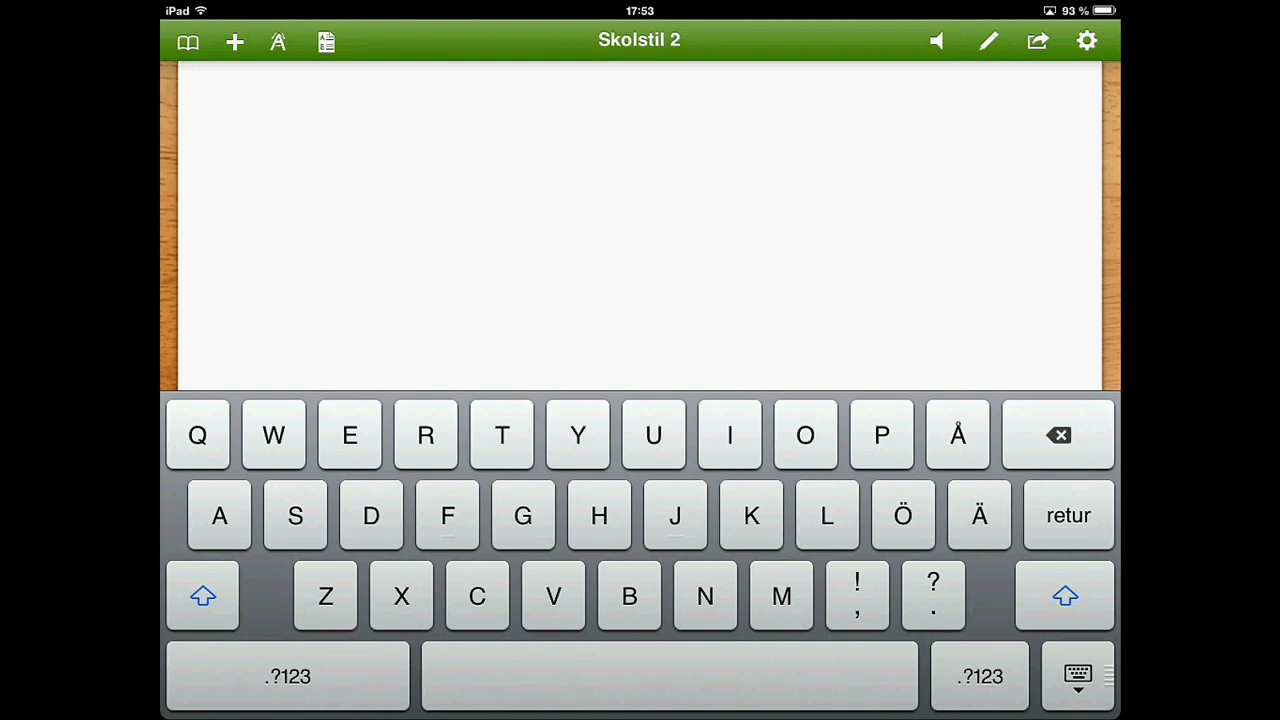 iPad 17:53 93 %
Skolstil 2
Q W E R T Y U I O P Å
A S D F G H J K L Ö Ä retur
Z X C V B N M ! , ? .
.?123 .?123